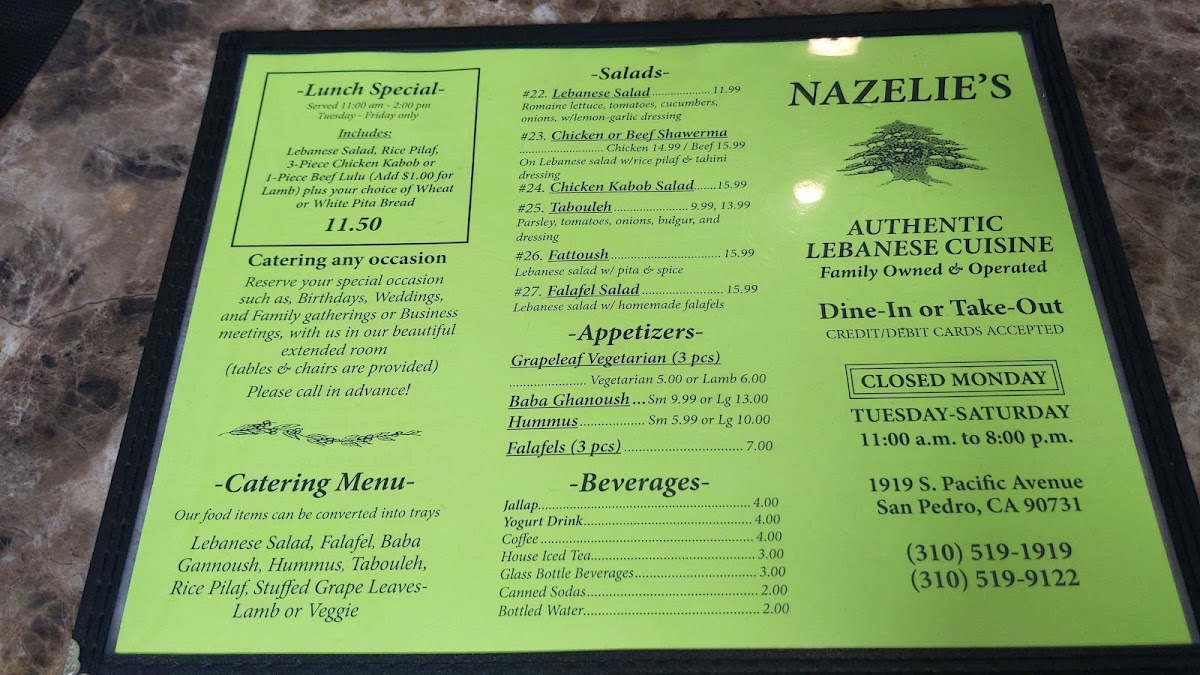 -Lunch Special-
Served 11:00 am - 2:00 pm
Tuesday - Friday only
Includes:
Lebanese Salad, Rice Pilaf,
3-Piece Chicken Kabob or
1-Piece Beef Lulu (Add $1.00 for
Lamb) plus your choice of Wheat
or White Pita Bread
11.50
Catering any occasion
Reserve your special occasion
such as, Birthdays, Weddings,
and Family gatherings or Business
meetings, with us in our beautiful
extended room
(tables & chairs are provided)
Please call in advance!
-Catering Menu-
Our food items can be converted into trays
Lebanese Salad, Falafel, Baba
Gannoush, Hummus, Tabouleh,
Rice Pilaf, Stuffed Grape Leaves-
Lamb or Veggie
-Salads-
#22. Lebanese Salad .................. 11.99
Romaine lettuce, tomatoes, cucumbers,
onions, w/lemon-garlic dressing
#23. Chicken or Beef Shawerma
.......................... Chicken 14.99 / Beef 15.99
On Lebanese salad w/rice pilaf & tahini
dressing
#24. Chicken Kabob Salad.......15.99
#25. Tabouleh ....................... 9.99, 13.99
Parsley, tomatoes, onions, bulgur, and
dressing
#26. Fattoush .................................. 15.99
Lebanese salad w/ pita & spice
#27. Falafel Salad ......................... 15.99
Lebanese salad w/ homemade falafels
-Appetizers-
Grapeleaf Vegetarian (3 pcs)
....................... Vegetarian 5.00 or Lamb 6.00
Baba Ghanoush ...Sm 9.99 or Lg 13.00
Hummus.................. Sm 5.99 or Lg 10.00
Falafels (3 pcs) ................................ 7.00
-Beverages-
Jallap....................................................... 4.00
Yogurt Drink............................................ 4.00
Coffee ...................................................... 4.00
House Iced Tea.......................................... 3.00
Glass Bottle Beverages............................... 3.00
Canned Sodas........................................... 2.00
Bottled Water............................................ 2.00
NAZELIE'S
AUTHENTIC
LEBANESE CUISINE
Family Owned & Operated
Dine-In or Take-Out
CREDIT/DEBIT CARDS ACCEPTED
CLOSED MONDAY
TUESDAY-SATURDAY
11:00 a.m. to 8:00 p.m.
1919 S. Pacific Avenue
San Pedro, CA 90731
(310) 519-1919
(310) 519-9122